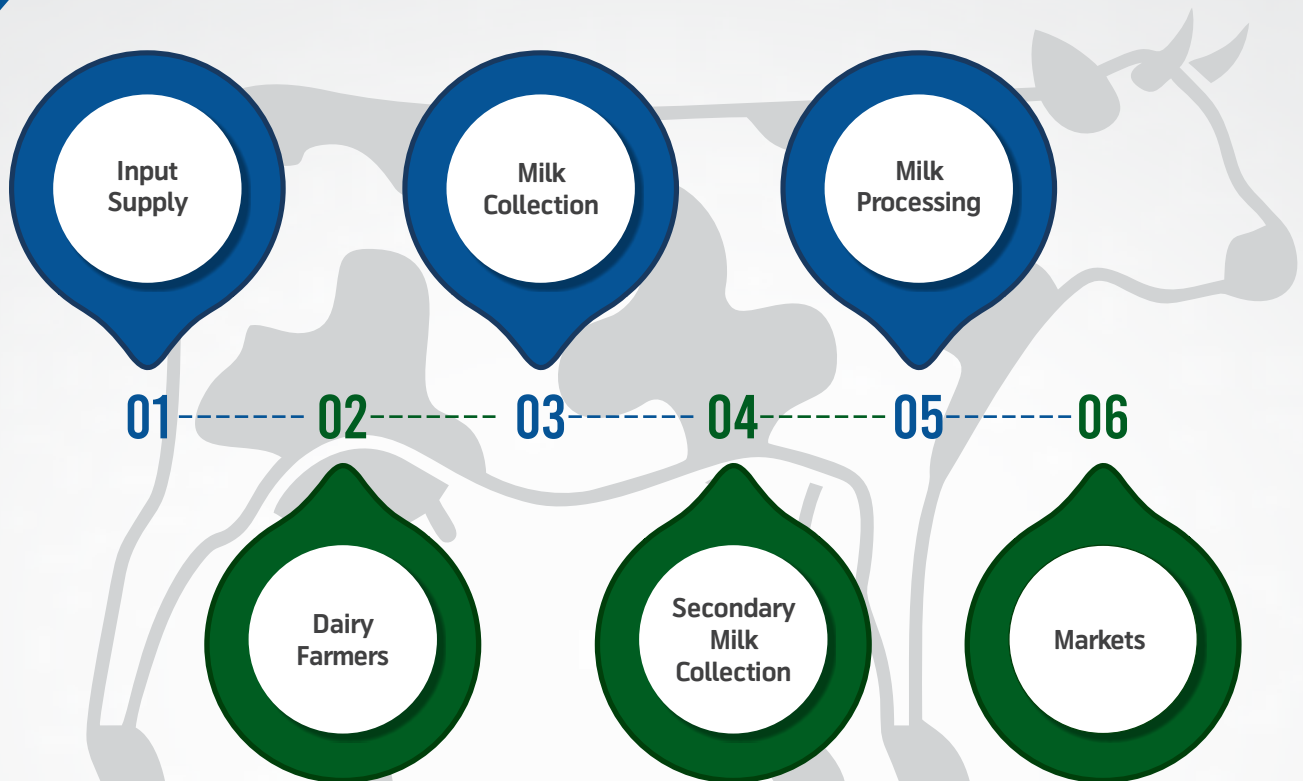 Input
Supply
Milk
Collection
Milk
Processing
01
02
03
04
05
06
Dairy
Farmers
Secondary
Milk
Collection
Markets